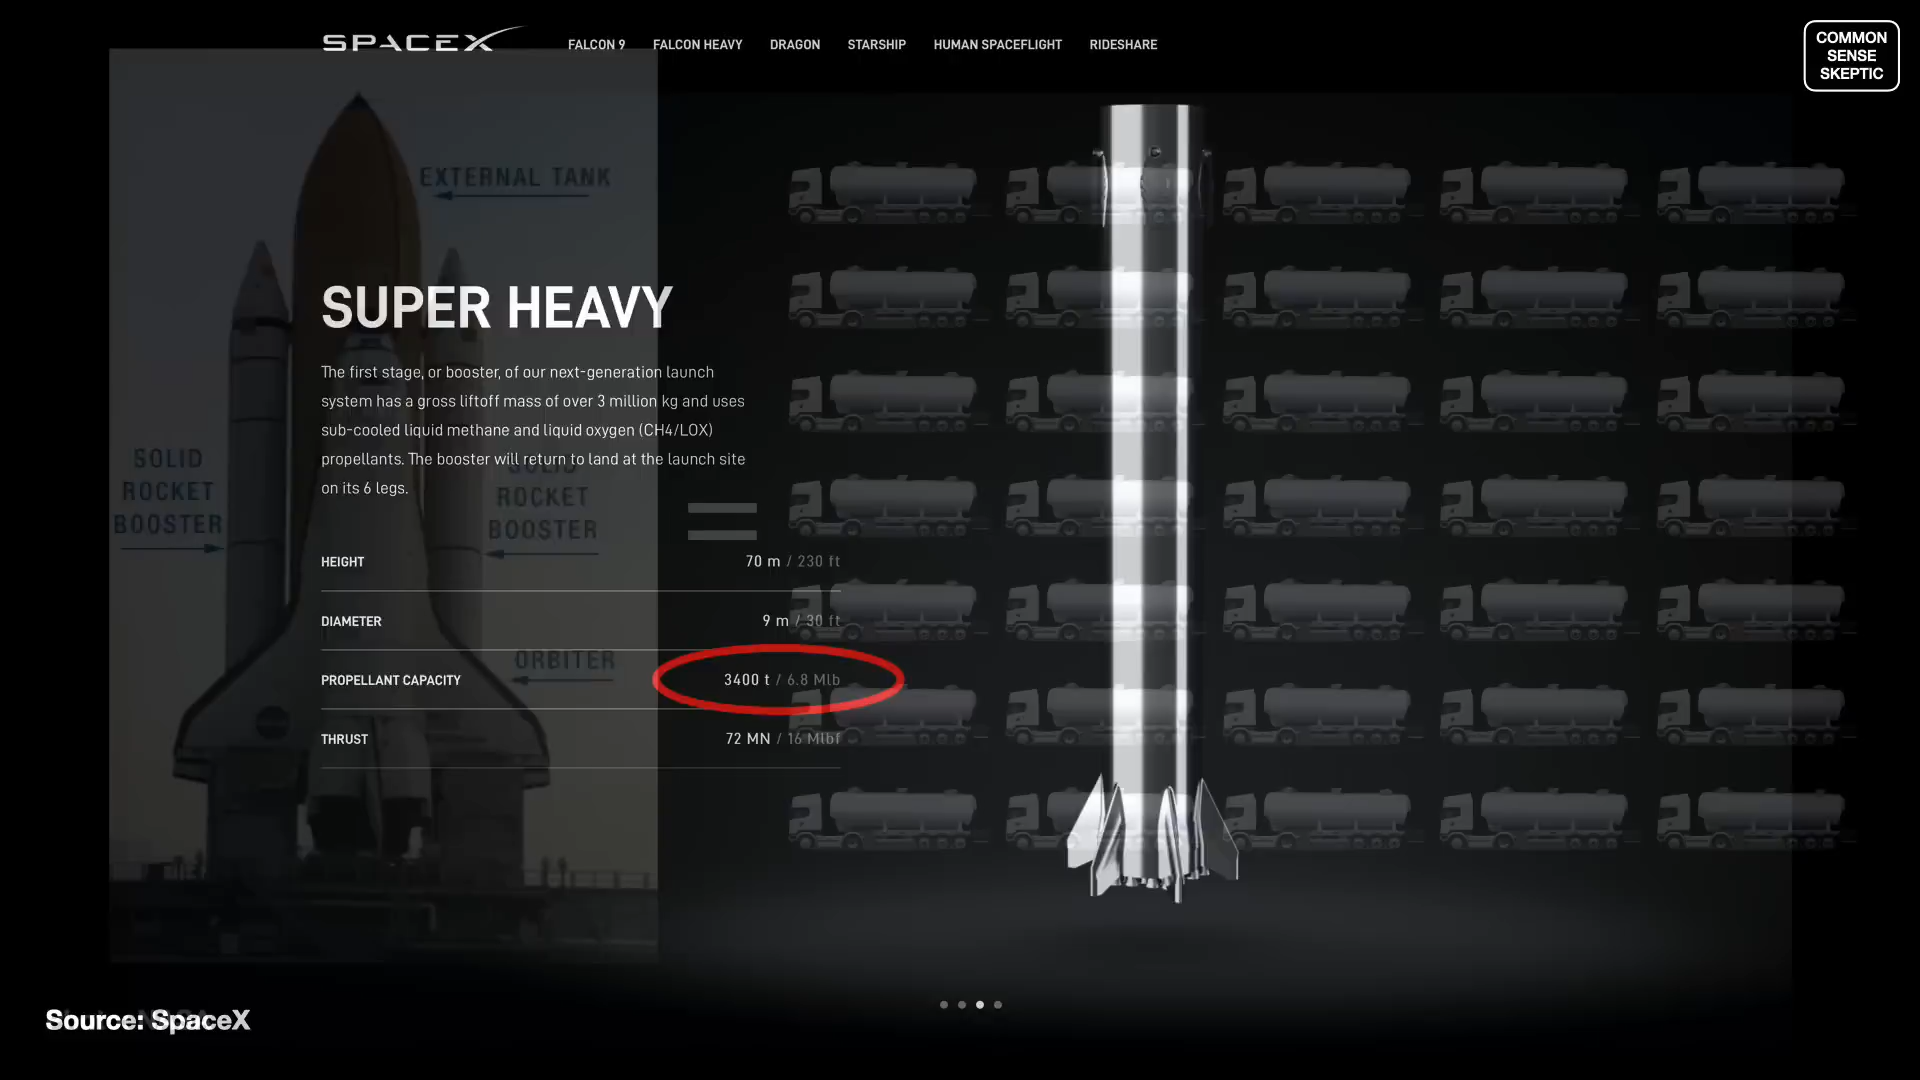 SPACEX
FALCON 9
FALCON HEAVY
DRAGON
STARSHIP
HUMAN SPACEFLIGHT
RIDESHARE
COMMON
SENSE
SKEPTIC
EXTERNAL TANK
SUPER HEAVY
The first stage, or booster, of our next-generation launch
system has a gross liftoff mass of over 3 million kg and uses
sub-cooled liquid methane and liquid oxygen (CH4/LOX)
propellants. The booster will return to land at the launch site
on its 6 legs.
SOLID
ROCKET
BOOSTER
SOLID
ROCKET
BOOSTER
=
HEIGHT 70 m / 230 ft
DIAMETER 9 m / 30 ft
ORBITER
PROPELLANT CAPACITY 3400 t / 6.8 Mlb
THRUST 72 MN / 16 Mlbf
Source: SpaceX